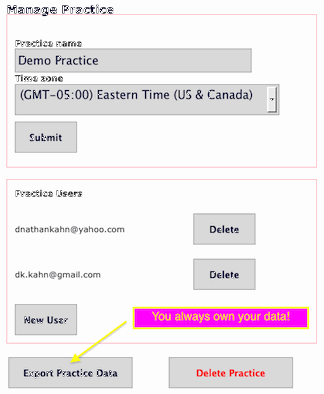 Manage Practice
Practice name
Demo Practice
Time zone
(GMT-05:00) Eastern Time (US & Canada)
Submit
Practice Users
dnathankahn@yahoo.com
Delete
dk.kahn@gmail.com
Delete
New User
You always own your data!
Export Practice Data
Delete Practice